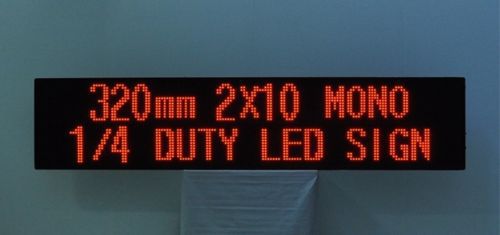 320mm 2X10 MONO
1/4 DUTY LED SIGN